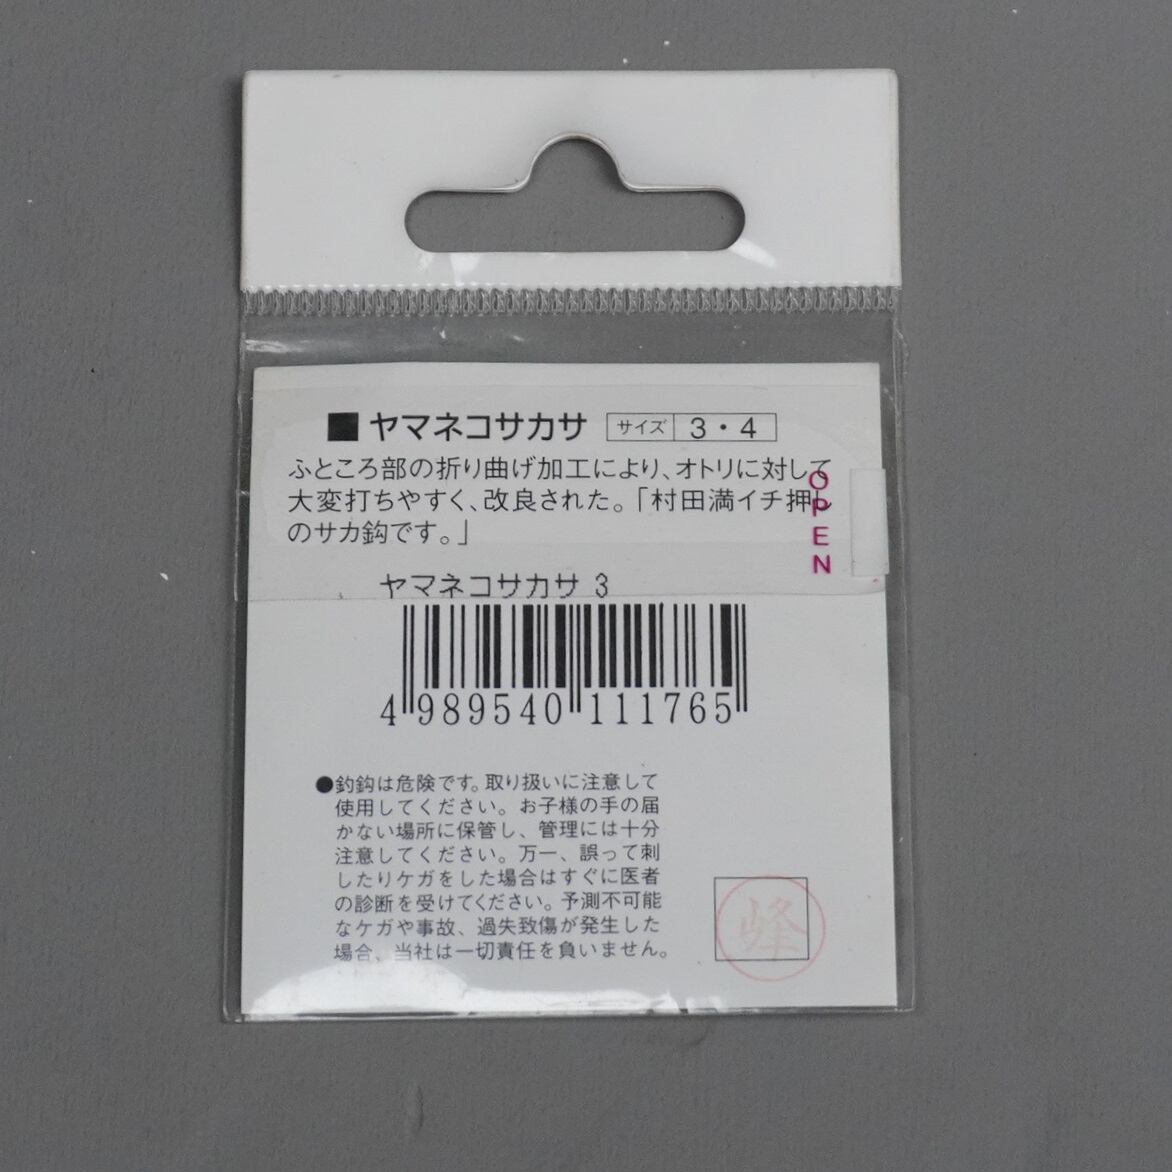 ■ヤマネコサカサ サイズ 3・4
ふところ部の折り曲げ加工により、オトリに対して
大変打ちやすく、改良された。「村田満イチ押し
のサカ鈎です。」
OPEN
ヤマネコサカサ 3
4 989540 111765
●釣鈎は危険です。取り扱いに注意して
使用してください。お子様の手の届
かない場所に保管し、管理には十分
注意してください。万一、誤って刺
したりケガをした場合はすぐに医者
の診断を受けてください。予測不可能
なケガや事故、過失致傷が発生した
場合、当社は一切責任を負いません。
蜂